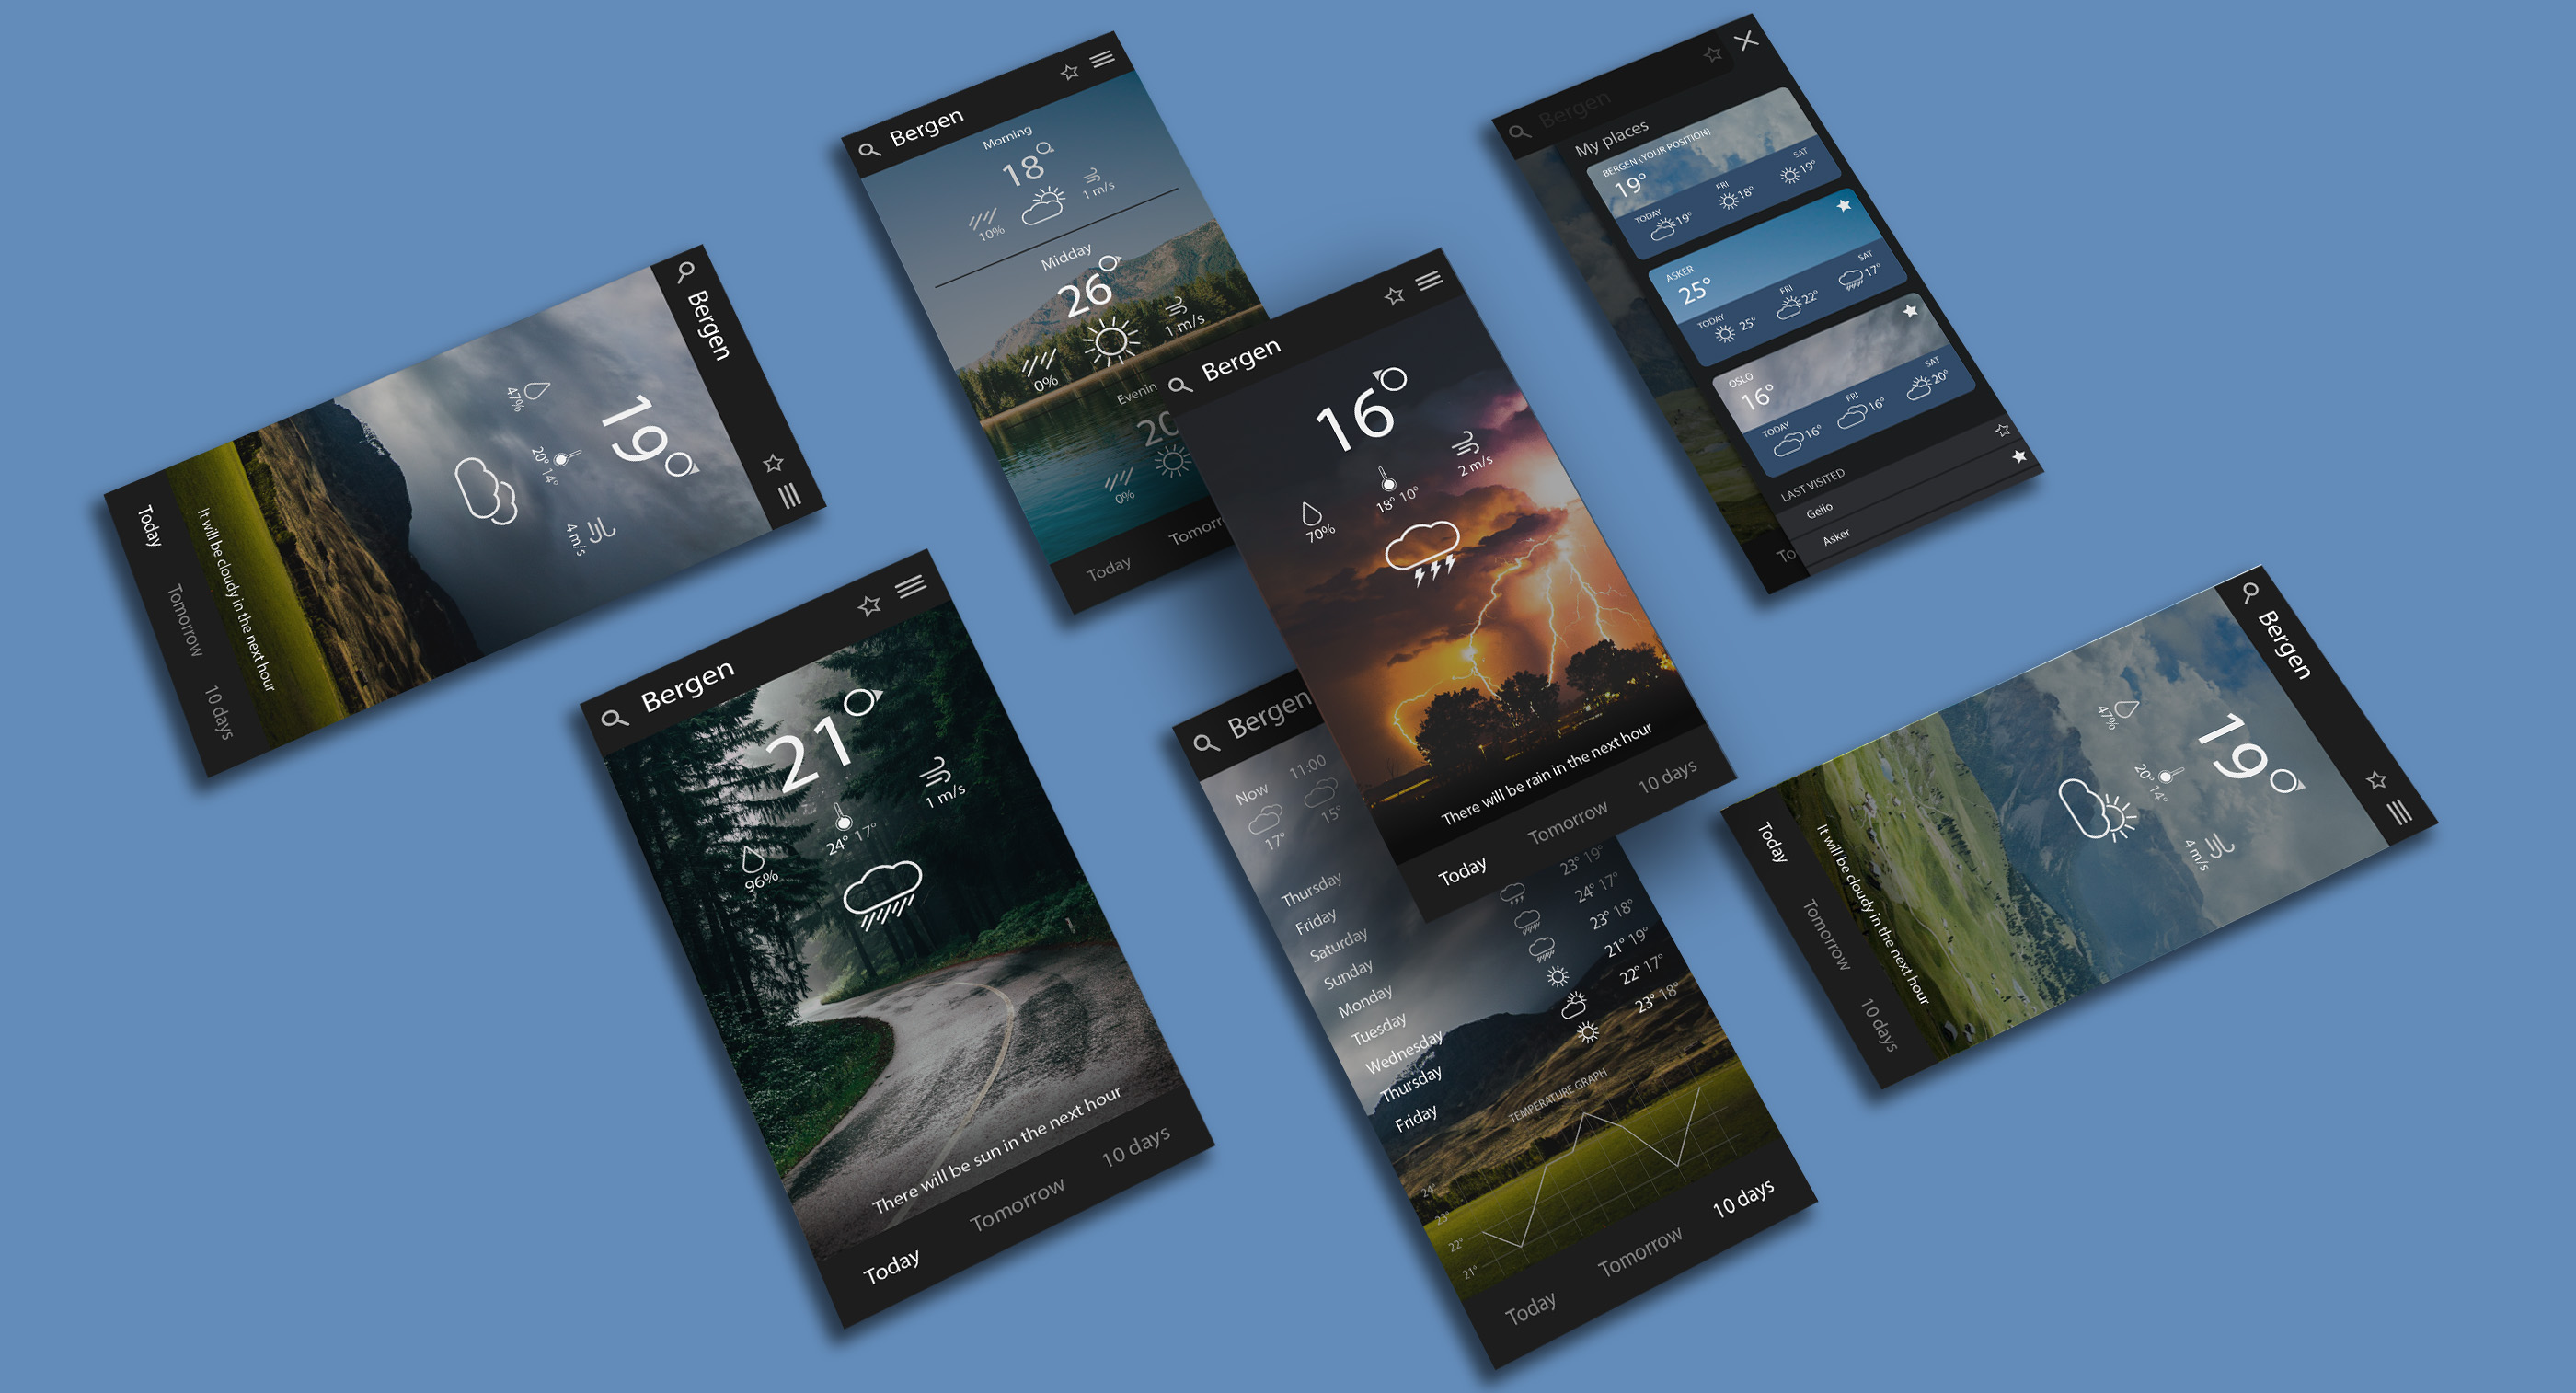 Bergen
19°
47%
20° 14°
4 m/s
It will be cloudy in the next hour
Today
Tomorrow
10 days
Bergen
Morning
18°
10%
1 m/s
Midday
26°
0%
1 m/s
0%
Today
Bergen
16°
70%
18° 10°
2 m/s
There will be rain in the next hour
Today
Tomorrow
10 days
Bergen
My places
BERGEN (YOUR POSITION)
19°
TODAY
19°
FRI
18°
SAT
19°
ASKER
25°
TODAY
25°
FRI
22°
SAT
17°
OSLO
16°
TODAY
16°
FRI
16°
SAT
20°
LAST VISITED
Geilo
Asker
Bergen
21°
96%
24° 17°
1 m/s
There will be sun in the next hour
Today
Tomorrow
10 days
Bergen
Now
11:00
17°
15°
Thursday
23° 19°
Friday
24° 17°
Saturday
23° 18°
Sunday
21° 19°
Monday
22° 17°
Tuesday
23° 18°
Wednesday
Thursday
Friday
TEMPERATURE GRAPH
24°
23°
22°
21°
Today
Tomorrow
10 days
Bergen
19°
47%
20° 14°
4 m/s
It will be cloudy in the next hour
Today
Tomorrow
10 days